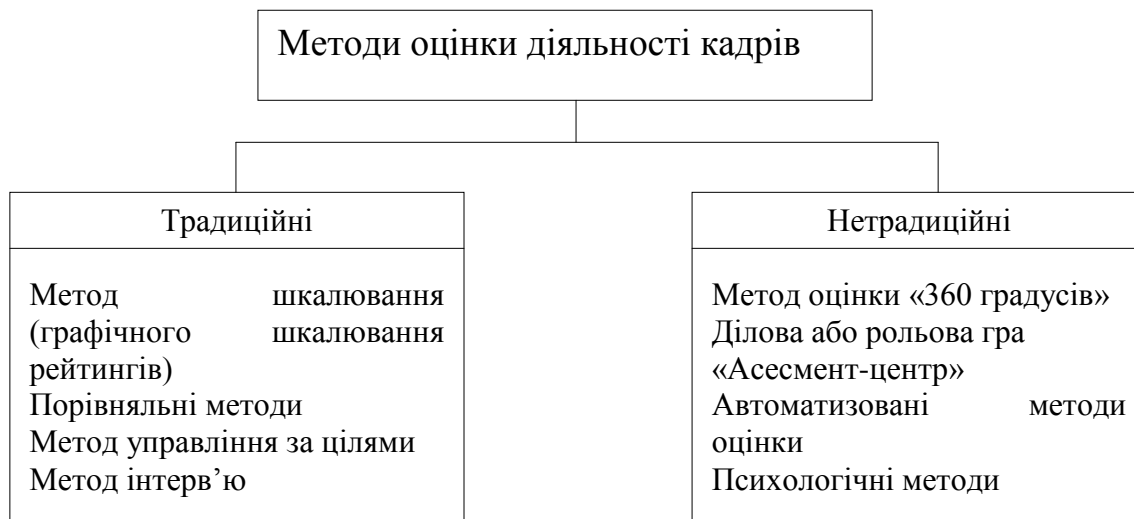 Методи оцінки діяльності кадрів
Традиційні
Метод шкалювання
(графічного шкалювання
рейтингів)
Порівняльні методи
Метод управління за цілями
Метод інтерв’ю
Нетрадиційні
Метод оцінки «360 градусів»
Ділова або рольова гра
«Асесмент-центр»
Автоматизовані методи
оцінки
Психологічні методи